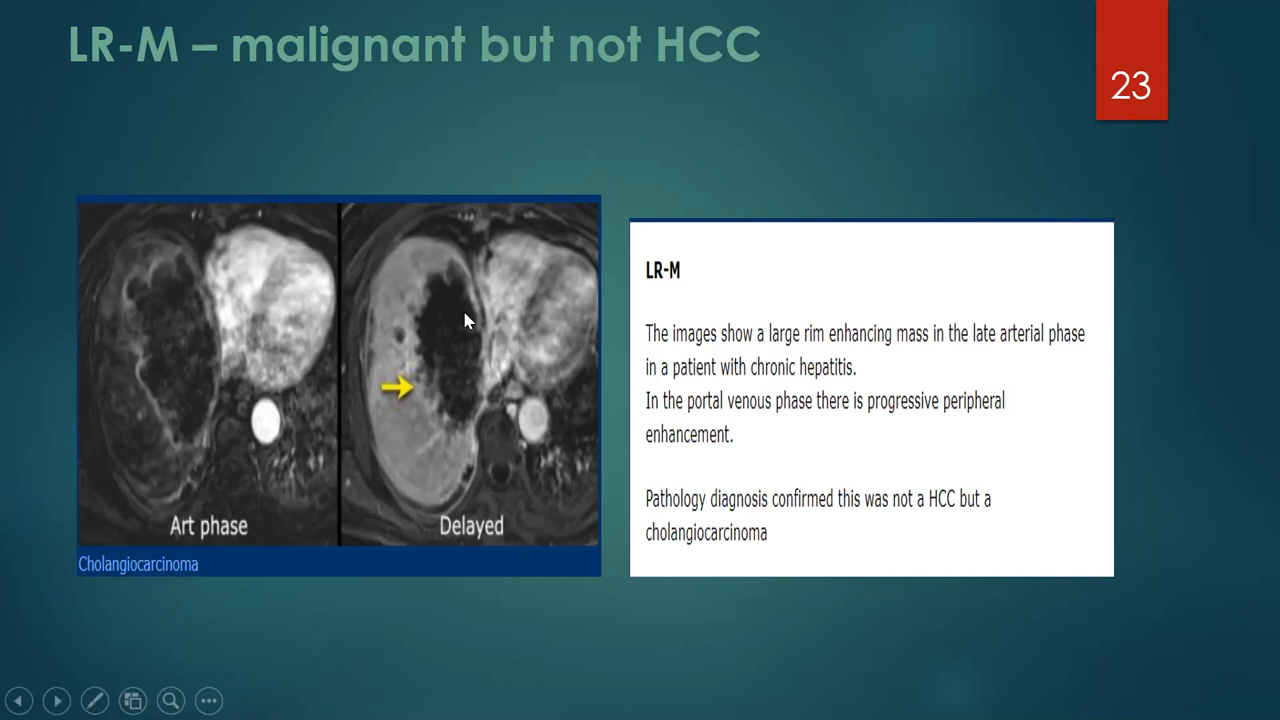 LR-M – malignant but not HCC
23
Art phase
Delayed
Cholangiocarcinoma
LR-M
The images show a large rim enhancing mass in the late arterial phase
in a patient with chronic hepatitis.
In the portal venous phase there is progressive peripheral
enhancement.
Pathology diagnosis confirmed this was not a HCC but a
cholangiocarcinoma